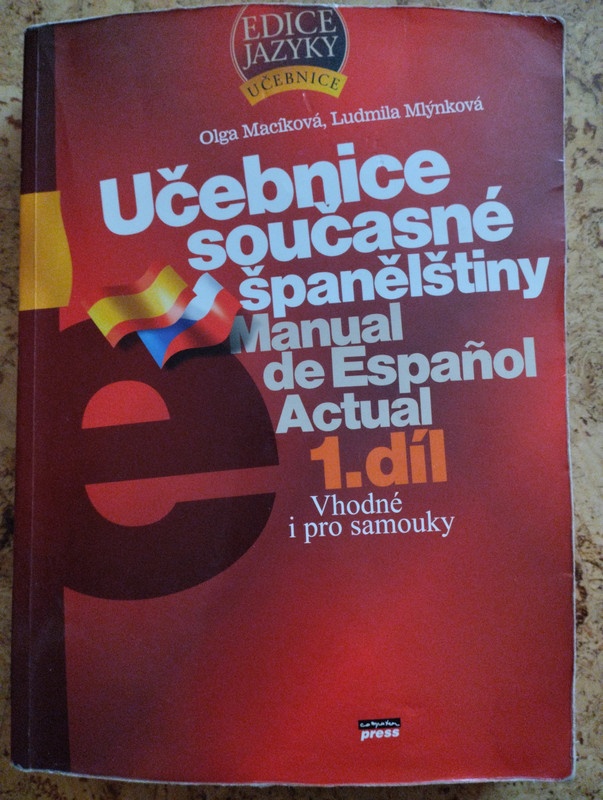 EDICE
JAZYKY
UČEBNICE
Olga Macíková, Ludmila Mlýnková
Učebnice
současné
španělštiny
Manual
de Español
Actual
1.díl
Vhodné
i pro samouky
computer
press